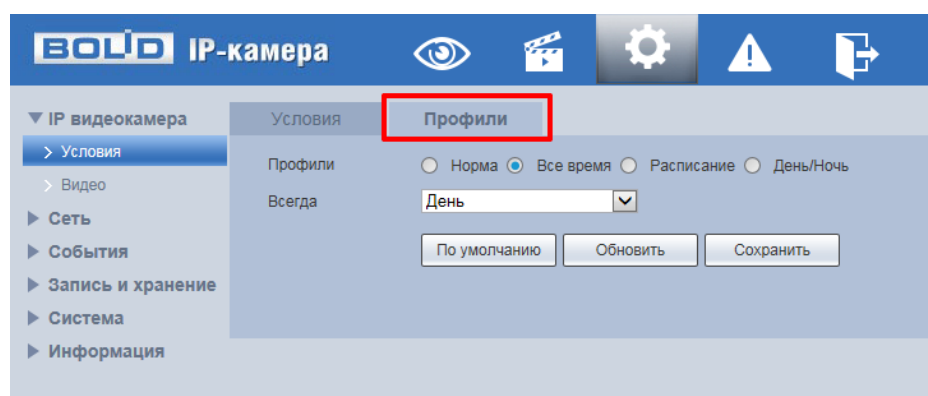 BOLID IP-камера
IP видеокамера
Условия
Видео
Сеть
События
Запись и хранение
Система
Информация
Условия Профили
Профили Норма Все время Расписание День/Ночь
Всегда День
По умолчанию Обновить Сохранить